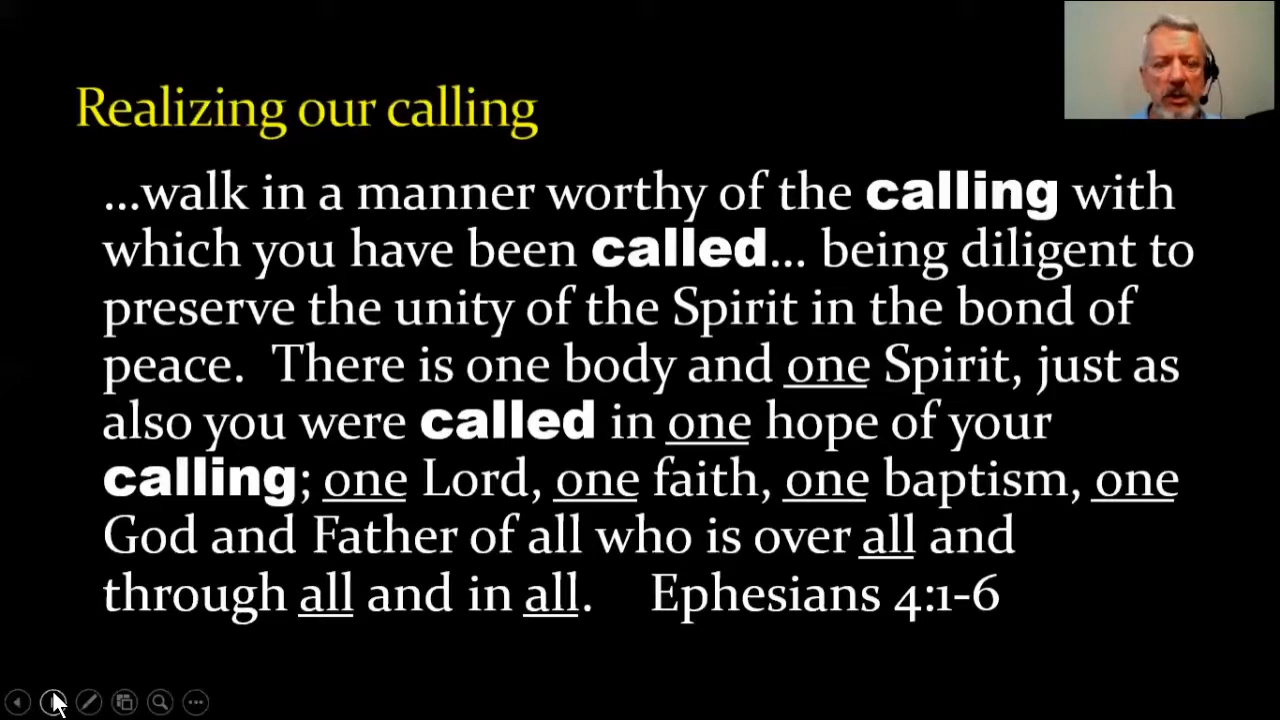 Realizing our calling
...walk in a manner worthy of the calling with
which you have been called... being diligent to
preserve the unity of the Spirit in the bond of
peace.  There is one body and one Spirit, just as
also you were called in one hope of your
calling; one Lord, one faith, one baptism, one
God and Father of all who is over all and
through all and in all.    Ephesians 4:1-6